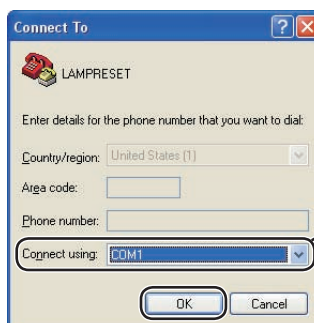 Connect To
LAMPRESET
Enter details for the phone number that you want to dial:
Country/region: United States (1)
Area code:
Phone number:
Connect using: COM1
OK Cancel